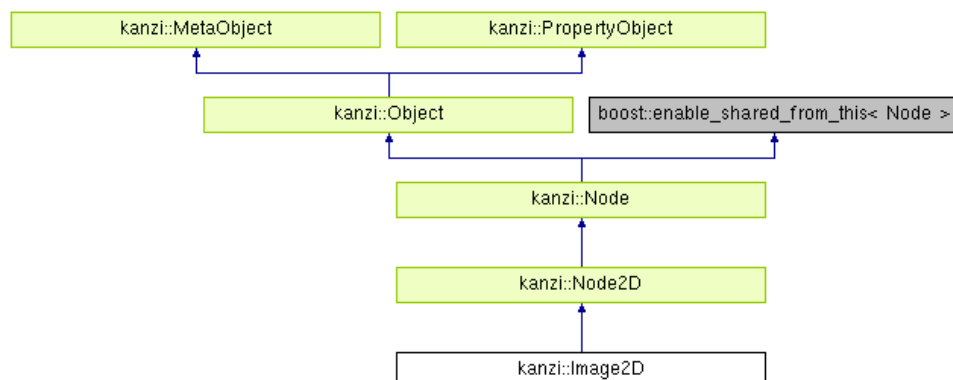 kanzi::MetaObject
kanzi::PropertyObject
kanzi::Object
boost::enable_shared_from_this< Node >
kanzi::Node
kanzi::Node2D
kanzi::Image2D